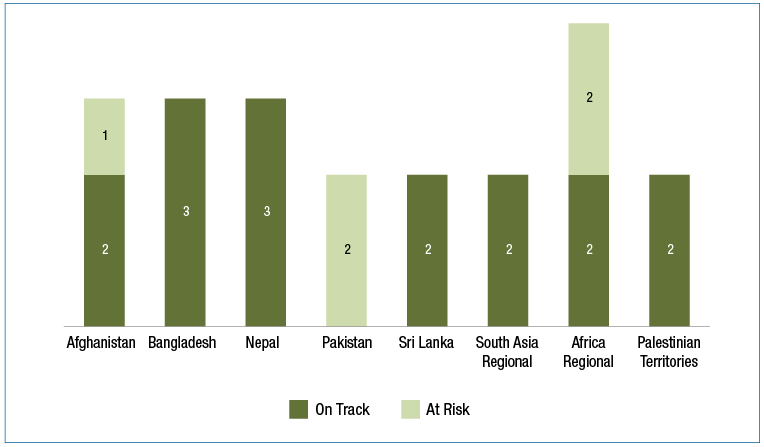 2
1
3
3
2
2
2
2
2
2
Afghanistan
Bangladesh
Nepal
Pakistan
Sri Lanka
South Asia
Regional
Africa
Regional
Palestinian
Territories
On Track
At Risk